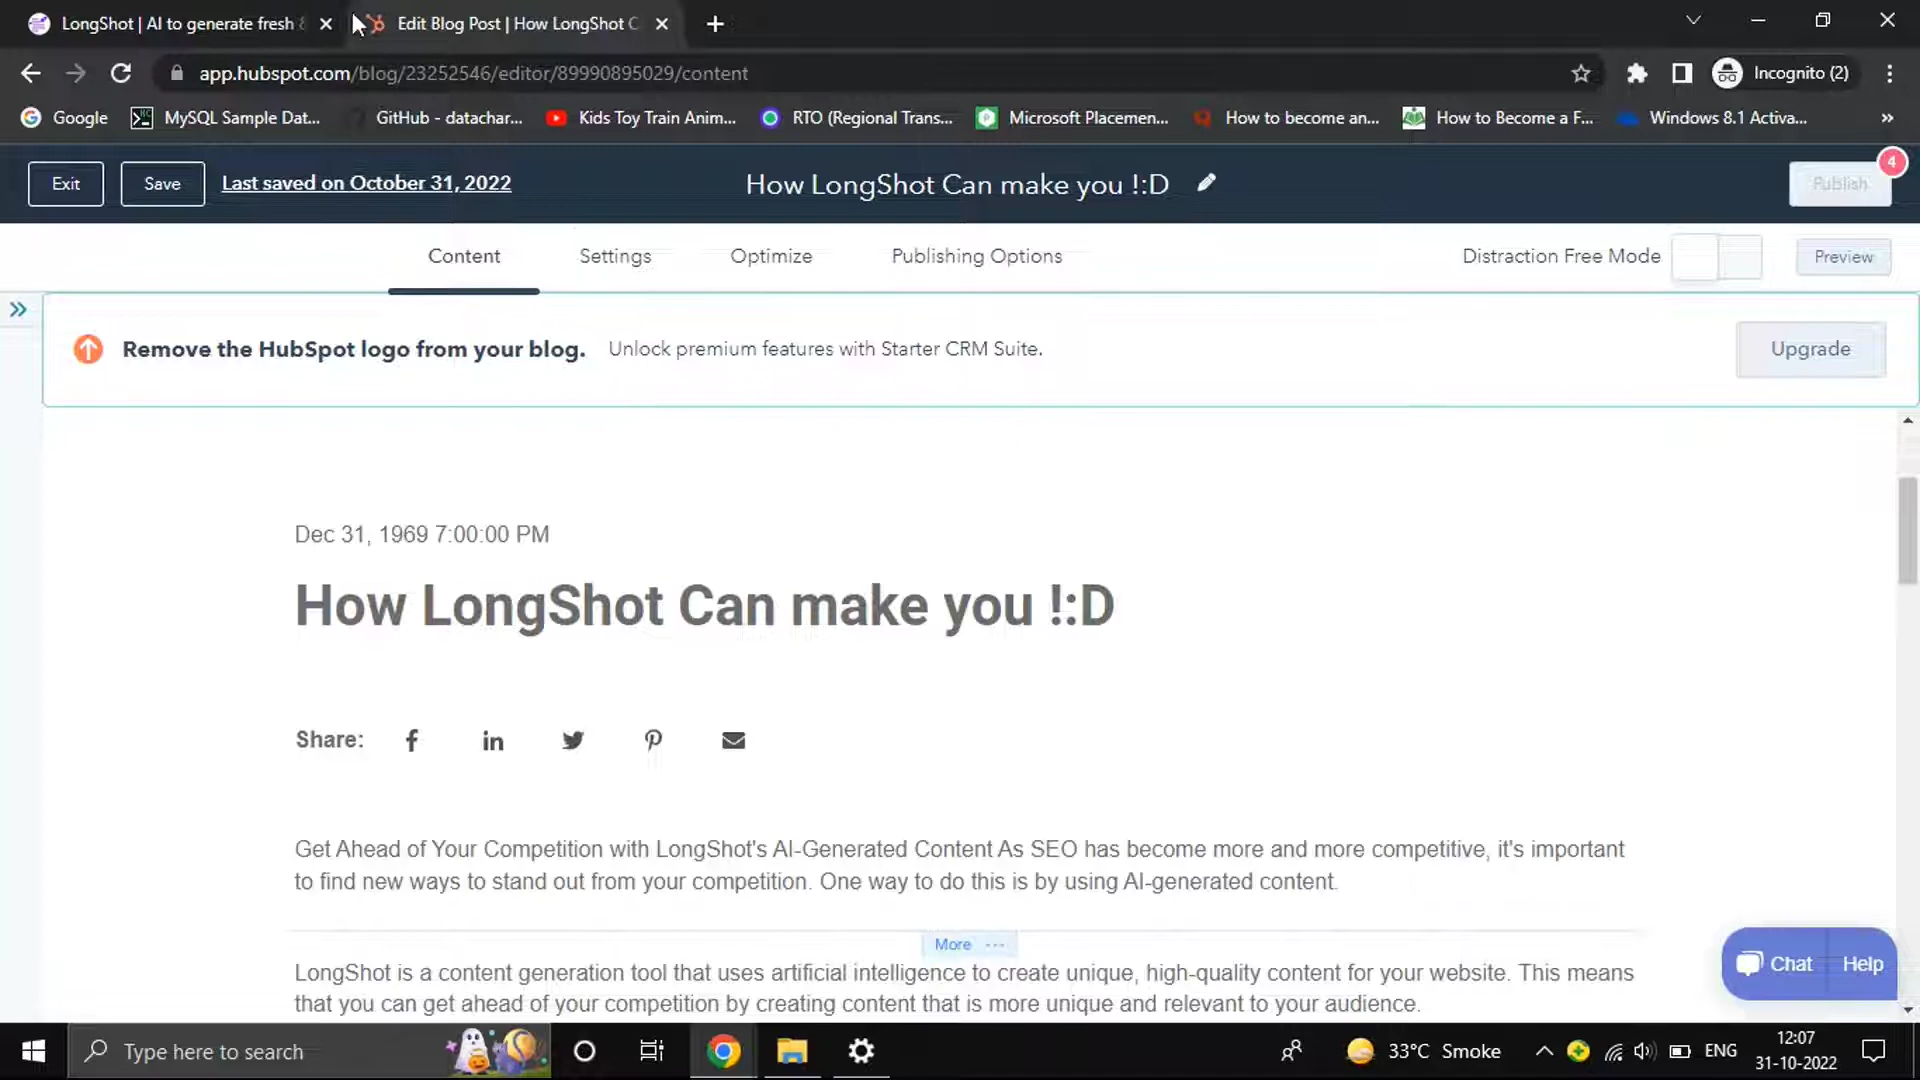 LongShot | AI to generate fresh &
Edit Blog Post | How LongShot C
app.hubspot.com/blog/23252546/editor/89990895029/content
Incognito (2)
Google
MySQL Sample Dat...
GitHub - datachar...
Kids Toy Train Anim...
RTO (Regional Trans...
Microsoft Placemen...
How to become an...
How to Become a F...
Windows 8.1 Activa...
»
Exit
Save
Last saved on October 31, 2022
How LongShot Can make you !:D
Publish
4
Content
Settings
Optimize
Publishing Options
Distraction Free Mode
Preview
Remove the HubSpot logo from your blog.
Unlock premium features with Starter CRM Suite.
Upgrade
Dec 31, 1969 7:00:00 PM
How LongShot Can make you !:D
Share:
Get Ahead of Your Competition with LongShot's AI-Generated Content As SEO has become more and more competitive, it's important
to find new ways to stand out from your competition. One way to do this is by using AI-generated content.
More ...
LongShot is a content generation tool that uses artificial intelligence to create unique, high-quality content for your website. This means
that you can get ahead of your competition by creating content that is more unique and relevant to your audience.
Chat
Help
Type here to search
33°C Smoke
ENG
12:07
31-10-2022